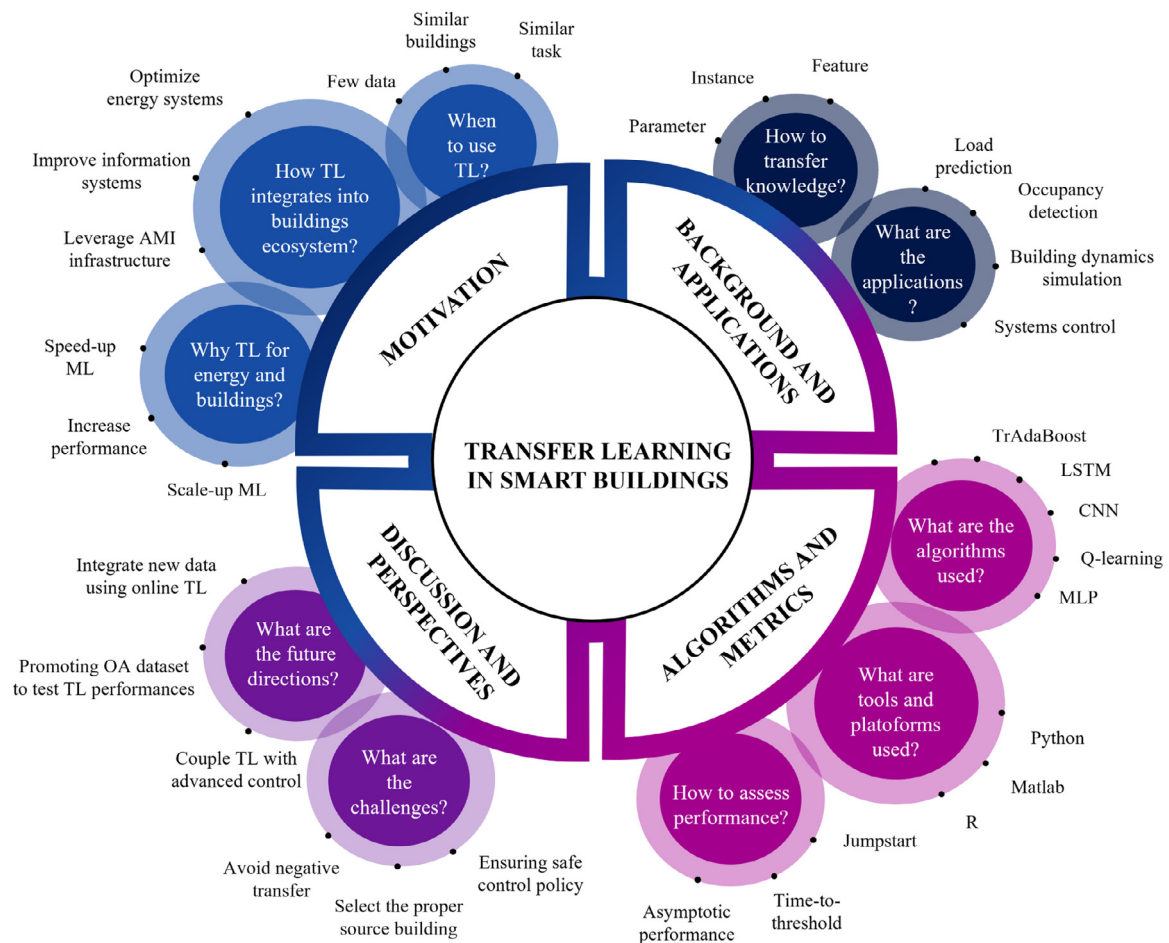 TRANSFER LEARNING
IN SMART BUILDINGS
MOTIVATION
How TL
integrates into
buildings
ecosystem?
Optimize
energy systems
Improve information
systems
Leverage AMI
infrastructure
When
to use
TL?
Few data
Similar
buildings
Similar
task
Why TL for
energy and
buildings?
Speed-up
ML
Increase
performance
Scale-up ML
BACKGROUND AND
APPLICATIONS
How to
transfer
knowledge?
Parameter
Instance
Feature
What are
the
applications
?
Load
prediction
Occupancy
detection
Building dynamics
simulation
Systems control
ALGORITHMS AND
METRICS
What are the
algorithms
used?
TrAdaBoost
LSTM
CNN
Q-learning
MLP
What are
tools and
platoforms
used?
Python
Matlab
R
How to assess
performance?
Jumpstart
Time-to-
threshold
Asymptotic
performance
DISCUSSION AND
PERSPECTIVES
What are
the future
directions?
Integrate new data
using online TL
Promoting OA dataset
to test TL performances
Couple TL with
advanced control
What are
the
challenges?
Avoid negative
transfer
Select the proper
source building
Ensuring safe
control policy